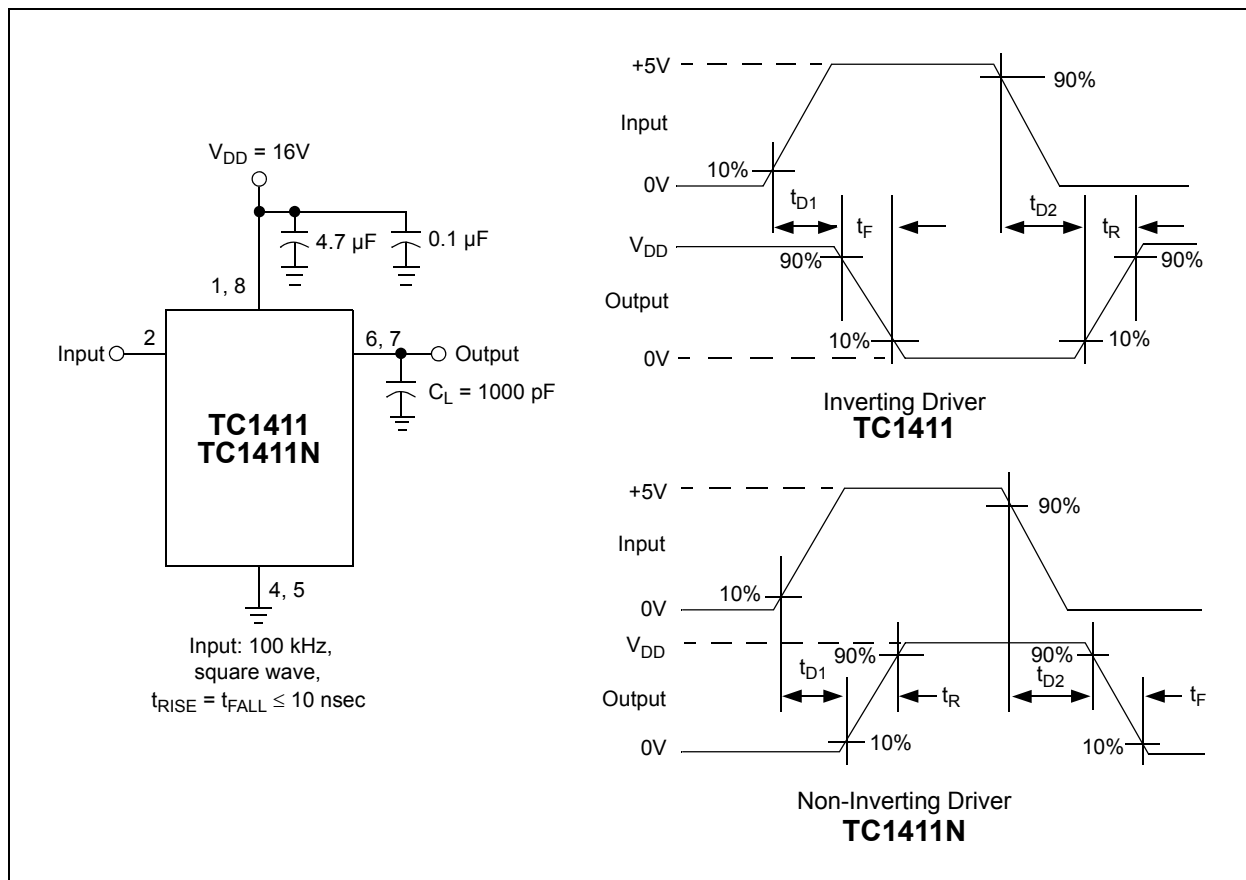 V_DD = 16V
4.7 µF
0.1 µF
1, 8
2
Input
6, 7
Output
C_L = 1000 pF
TC1411
TC1411N
4, 5
Input: 100 kHz,
square wave,
t_RISE = t_FALL ≤ 10 nsec
+5V
90%
Input
10%
0V
t_D1
t_F
t_D2
t_R
V_DD
90%
90%
Output
10%
10%
0V
Inverting Driver
TC1411
+5V
90%
Input
10%
0V
V_DD
t_D1
90%
90%
t_D2
Output
t_R
t_F
0V
10%
10%
Non-Inverting Driver
TC1411N